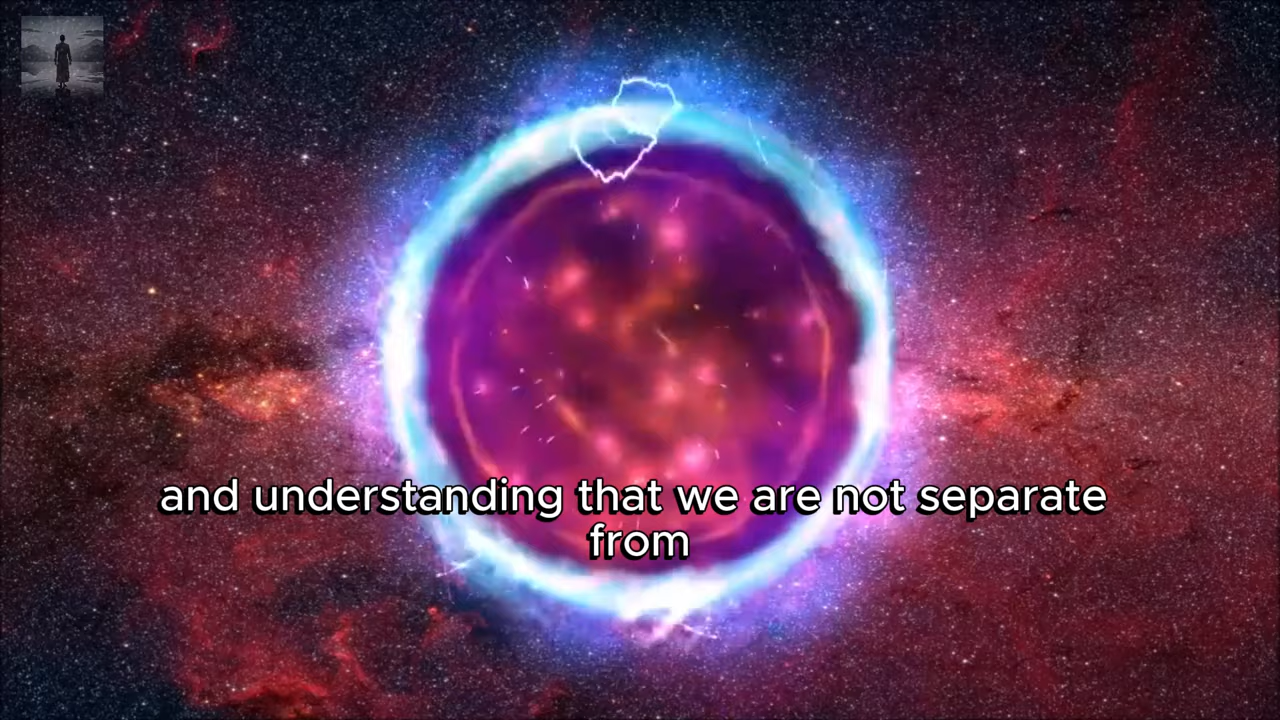 and understanding that we are not separate
from